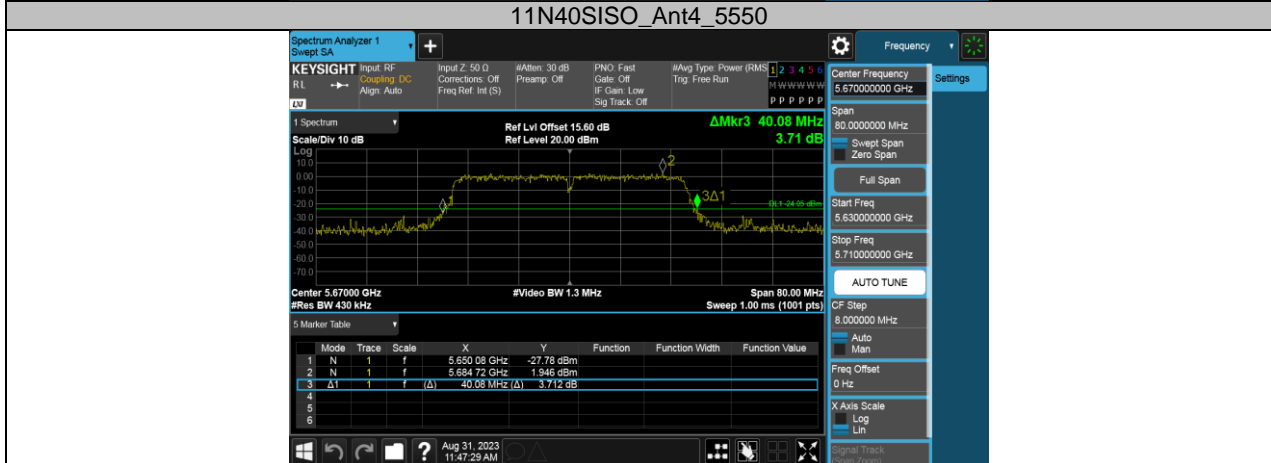 11N40SISO_Ant4_5550
Spectrum Analyzer 1
Swept SA
Frequency
KEYSIGHT
RL
LXI
Input: RF
Coupling: DC
Align: Auto
Input Z: 50 Ω
Corrections: Off
Freq Ref: Int (S)
#Atten: 30 dB
Preamp: Off
PNO: Fast
Gate: Off
IF Gain: Low
Sig Track: Off
#Avg Type: Power (RMS
Trig: Free Run
1 2 3 4 5 6
M W W W W W
P P P P P P
1 Spectrum
Scale/Div 10 dB
Ref Lvl Offset 15.60 dB
Ref Level 20.00 dBm
ΔMkr3 40.08 MHz
3.71 dB
Log
10.0
0.00
-10.0
-20.0
-30.0
-40.0
-50.0
-60.0
-70.0
2
3Δ1
DL1 -24.05 dBm
Center 5.67000 GHz
#Video BW 1.3 MHz
Span 80.00 MHz
#Res BW 430 kHz
Sweep 1.00 ms (1001 pts)
5 Marker Table
Mode Trace Scale X Y Function Function Width Function Value
1 N 1 f 5.650 08 GHz -27.78 dBm
2 N 1 f 5.684 72 GHz 1.946 dBm
3 Δ1 1 f (Δ) 40.08 MHz (Δ) 3.712 dB
4
5
6
Aug 31, 2023
11:47:29 AM
Center Frequency
5.670000000 GHz
Settings
Span
80.0000000 MHz
Swept Span
Zero Span
Full Span
Start Freq
5.630000000 GHz
Stop Freq
5.710000000 GHz
AUTO TUNE
CF Step
8.000000 MHz
Auto
Man
Freq Offset
0 Hz
X Axis Scale
Log
Lin
Signal Track
(Span Zoom)